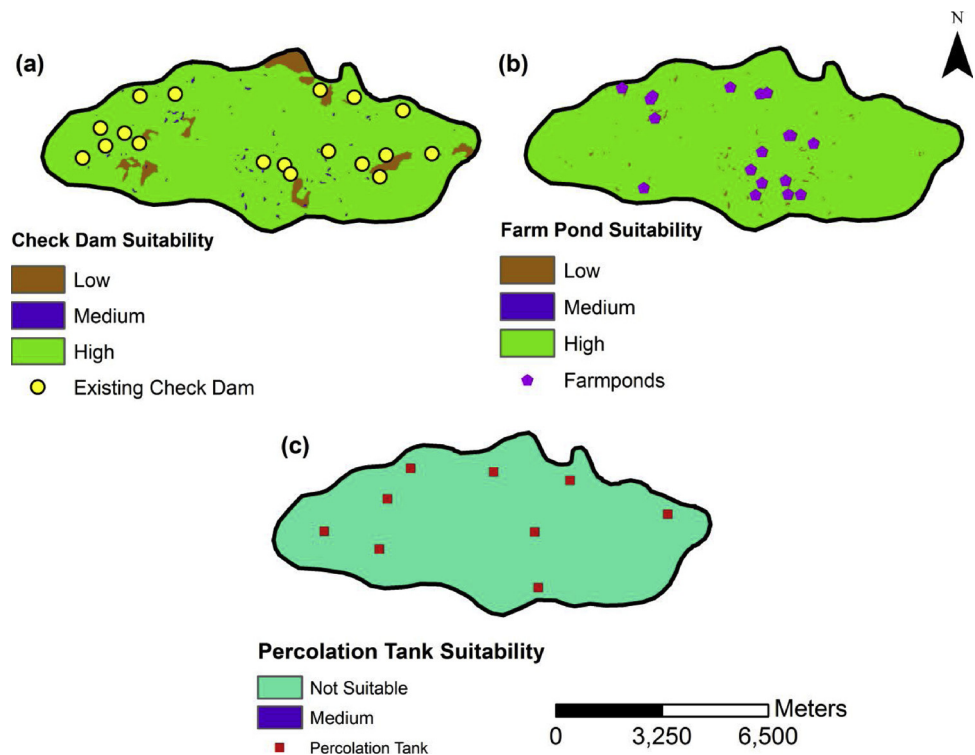 N
(a)
(b)
Check Dam Suitability
Low
Medium
High
Existing Check Dam
Farm Pond Suitability
Low
Medium
High
Farmponds
(c)
Percolation Tank Suitability
Not Suitable
Medium
Percolation Tank
Meters
0 3,250 6,500